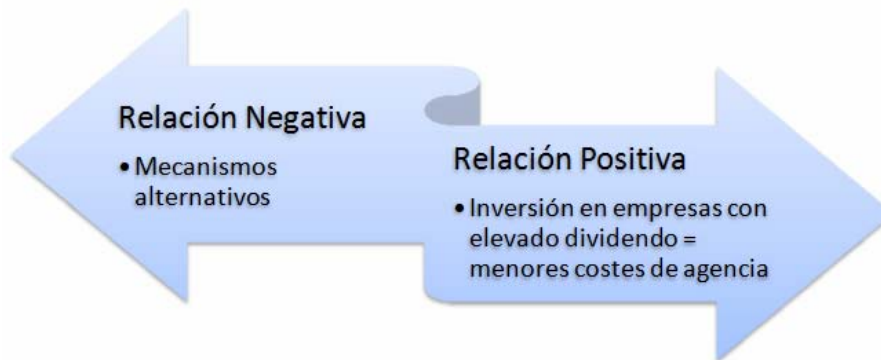 Relación Negativa
• Mecanismos
alternativos
Relación Positiva
• Inversión en empresas con
elevado dividendo =
menores costes de agencia